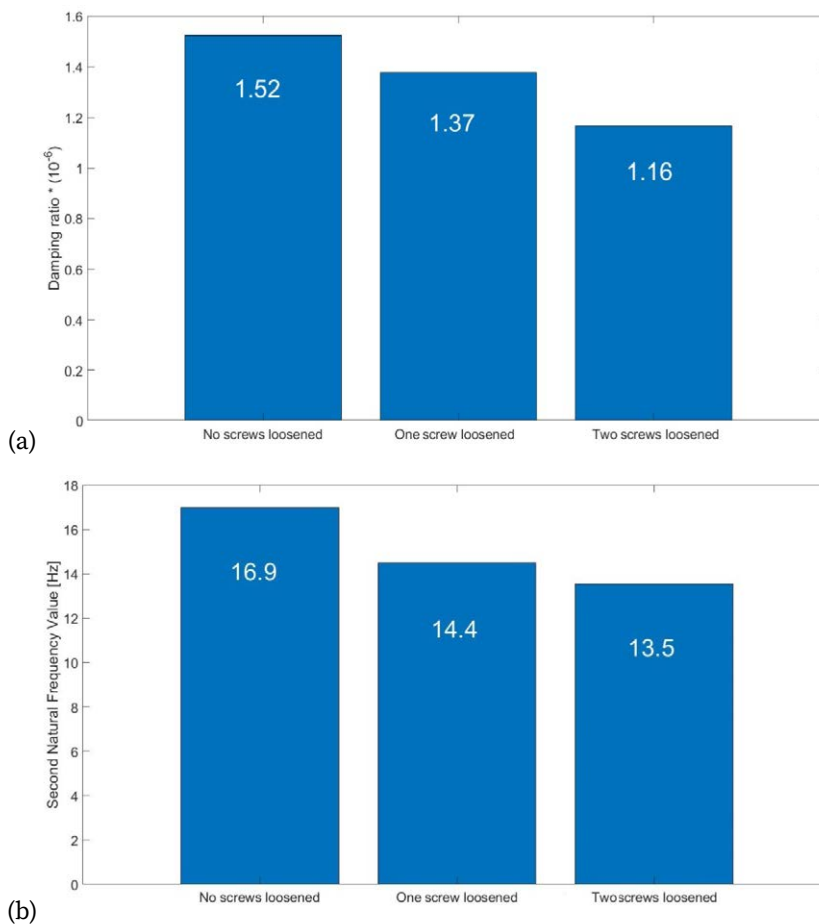 1.6
1.4
1.2
1
0.8
0.6
0.4
0.2
0
Damping ratio * (10^-6)
1.52
1.37
1.16
No screws loosened
One screw loosened
Two screws loosened
(a)
18
16
14
12
10
8
6
4
2
0
Second Natural Frequency Value [Hz]
16.9
14.4
13.5
No screws loosened
One screw loosened
Twoscrews loosened
(b)